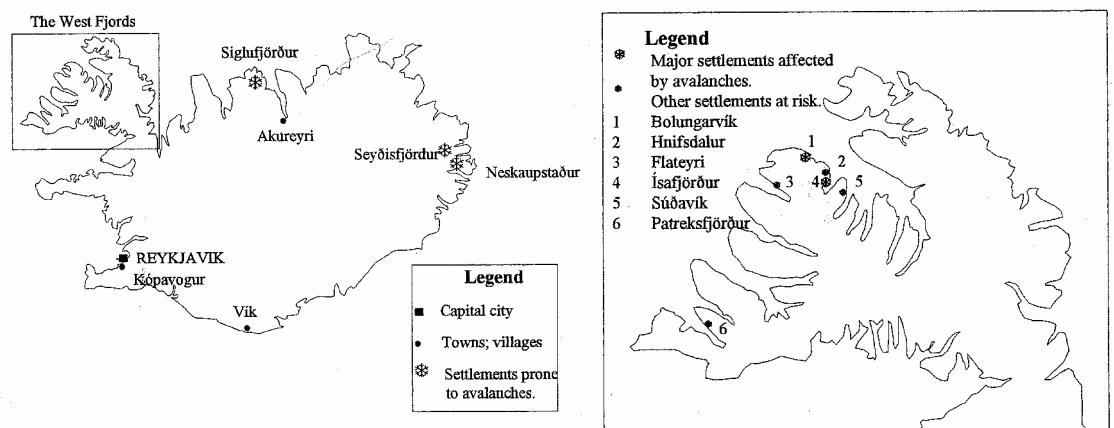 The West Fjords
Siglufjörður
Akureyri
Seyðisfjörður
Neskaupstaður
REYKJAVIK
Kópavogur
Vík
Legend
Capital city
Towns; villages
Settlements prone
to avalanches.
Legend
Major settlements affected
by avalanches.
Other settlements at risk.
1 Bolungarvík
2 Hnifsdalur
3 Flateyri
4 Ísafjörður
5 Súðavík
6 Patreksfjörður
1
2
3
4
5
6